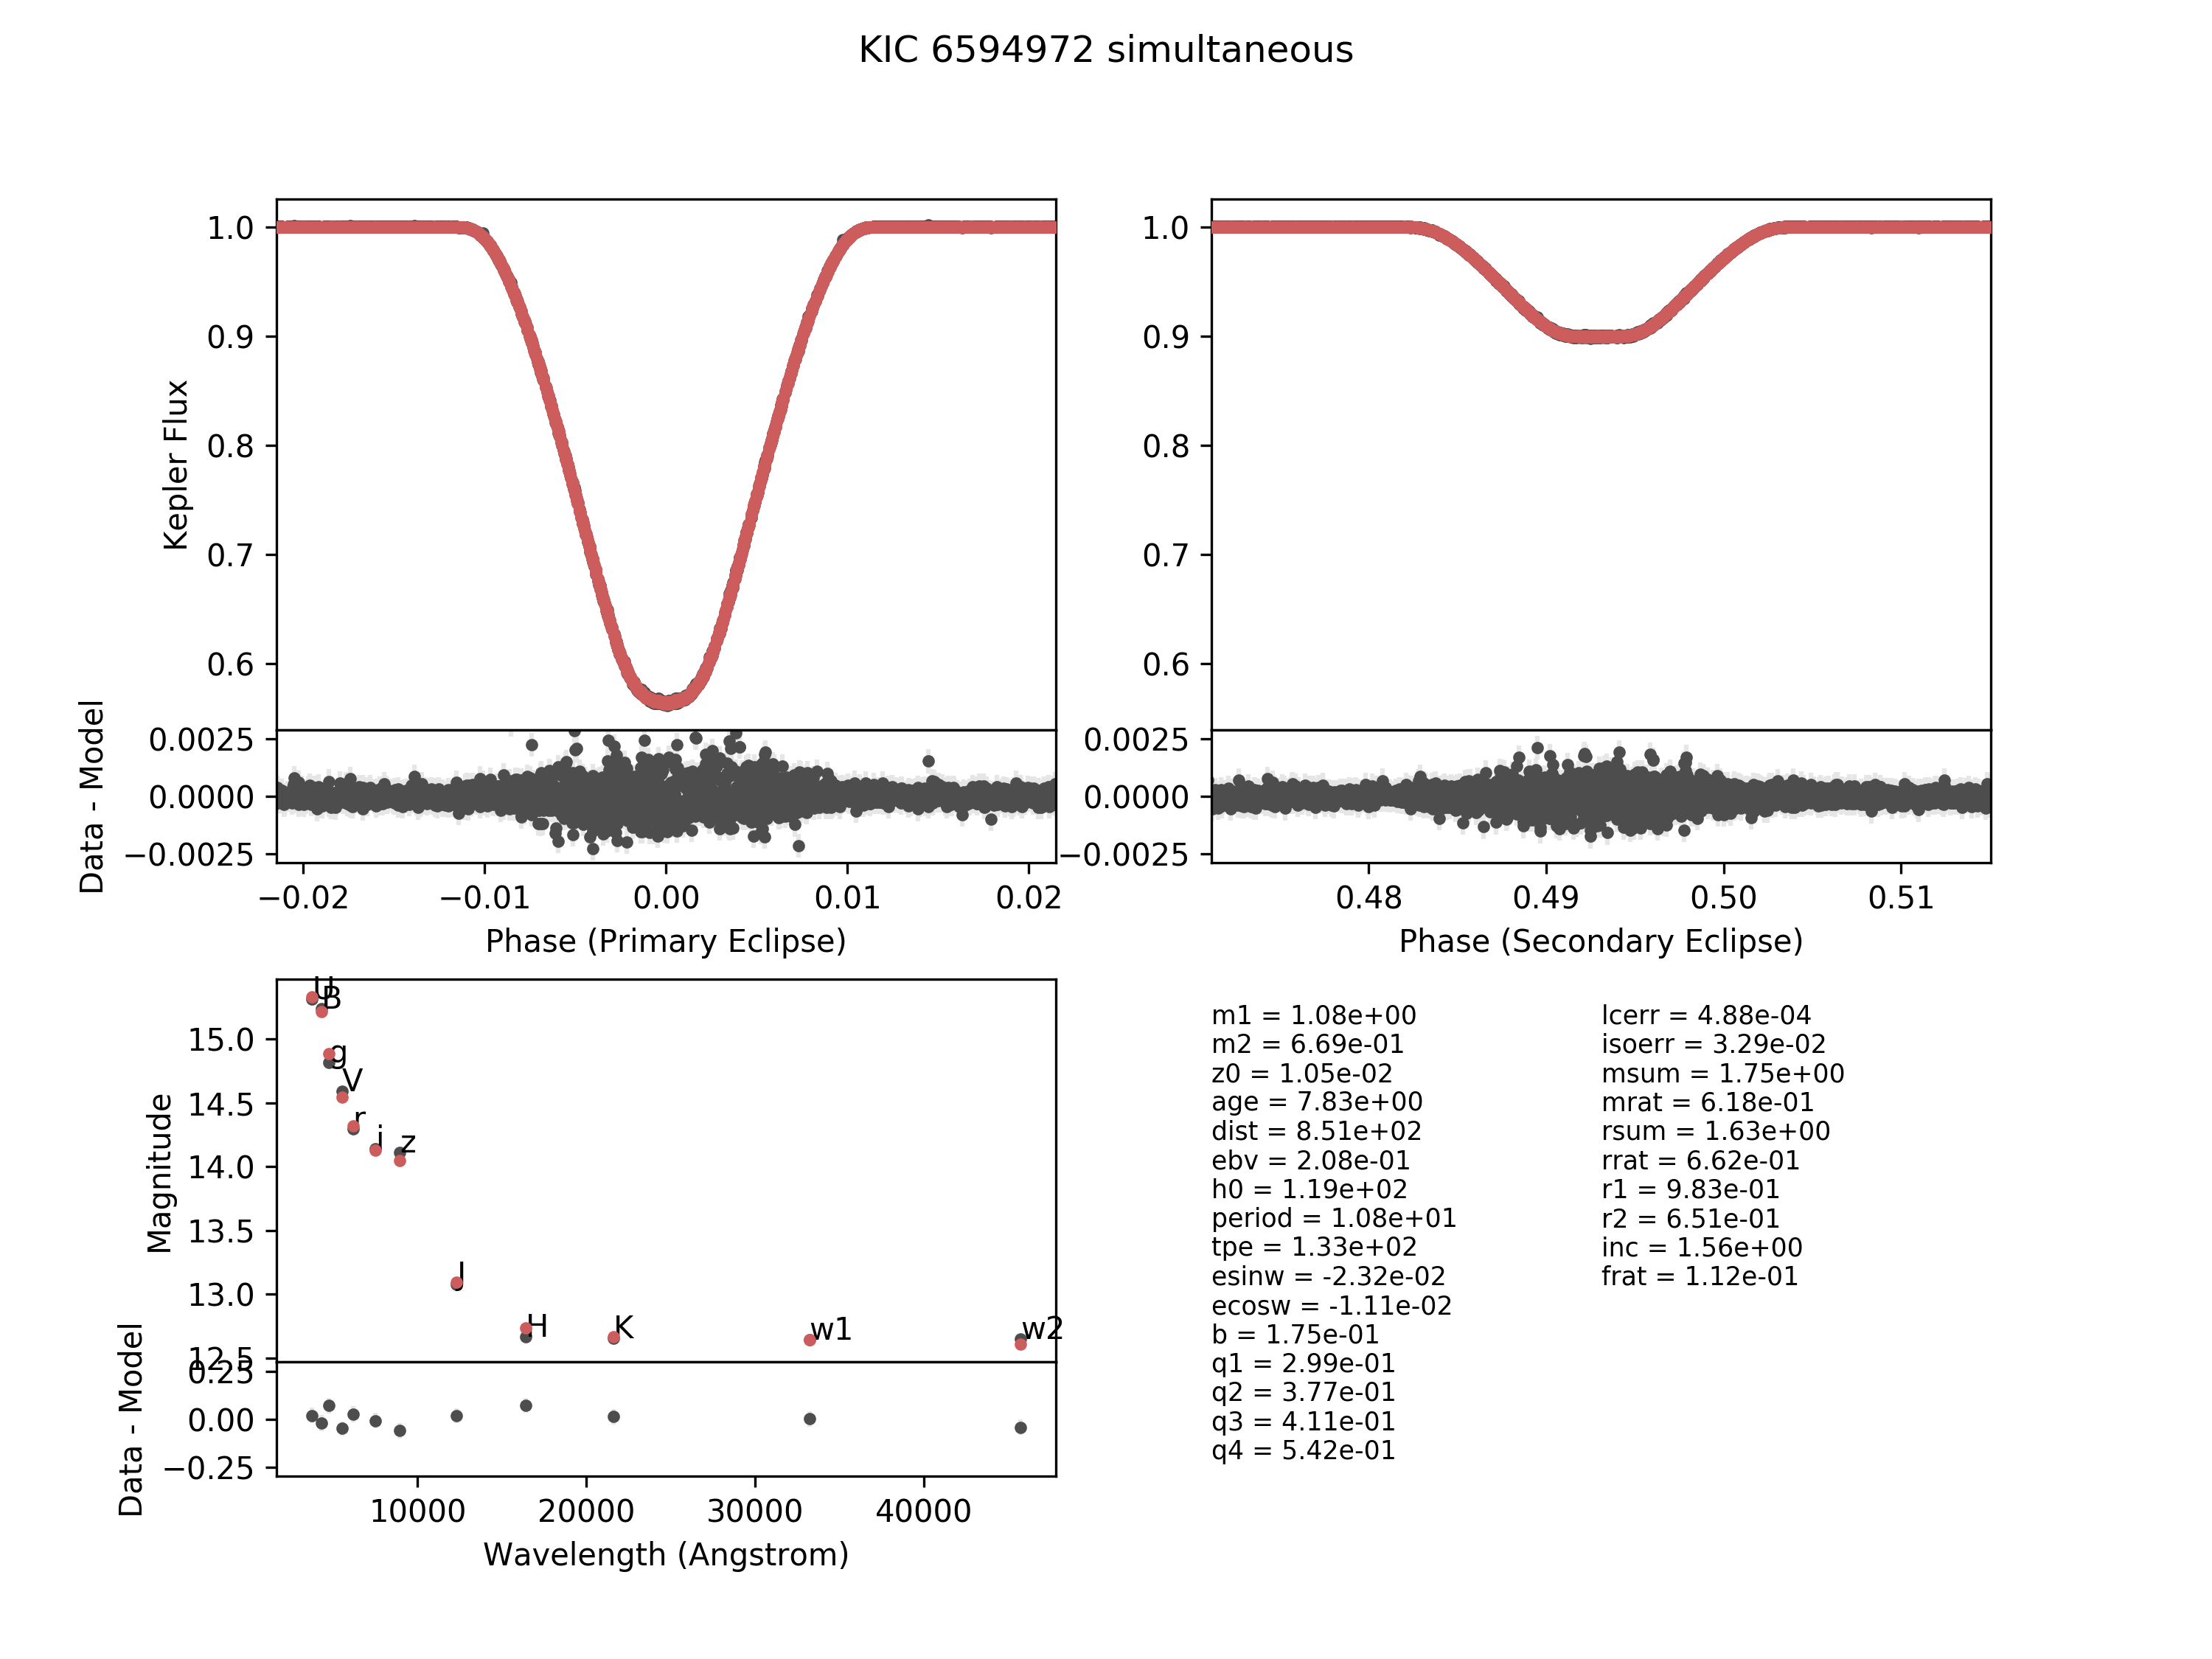 KIC 6594972 simultaneous
Kepler Flux
1.0
0.9
0.8
0.7
0.6
1.0
0.9
0.8
0.7
0.6
Data - Model
0.0025
0.0000
−0.0025
0.0025
0.0000
−0.0025
−0.02 −0.01 0.00 0.01 0.02
0.48 0.49 0.50 0.51
Phase (Primary Eclipse)
Phase (Secondary Eclipse)
Magnitude
15.0
14.5
14.0
13.5
13.0
12.5
U
B
g
V
r
i
z
J
H
K
w1
w2
Data - Model
0.25
0.00
−0.25
10000 20000 30000 40000
Wavelength (Angstrom)
m1 = 1.08e+00
m2 = 6.69e-01
z0 = 1.05e-02
age = 7.83e+00
dist = 8.51e+02
ebv = 2.08e-01
h0 = 1.19e+02
period = 1.08e+01
tpe = 1.33e+02
esinw = -2.32e-02
ecosw = -1.11e-02
b = 1.75e-01
q1 = 2.99e-01
q2 = 3.77e-01
q3 = 4.11e-01
q4 = 5.42e-01
lcerr = 4.88e-04
isoerr = 3.29e-02
msum = 1.75e+00
mrat = 6.18e-01
rsum = 1.63e+00
rrat = 6.62e-01
r1 = 9.83e-01
r2 = 6.51e-01
inc = 1.56e+00
frat = 1.12e-01